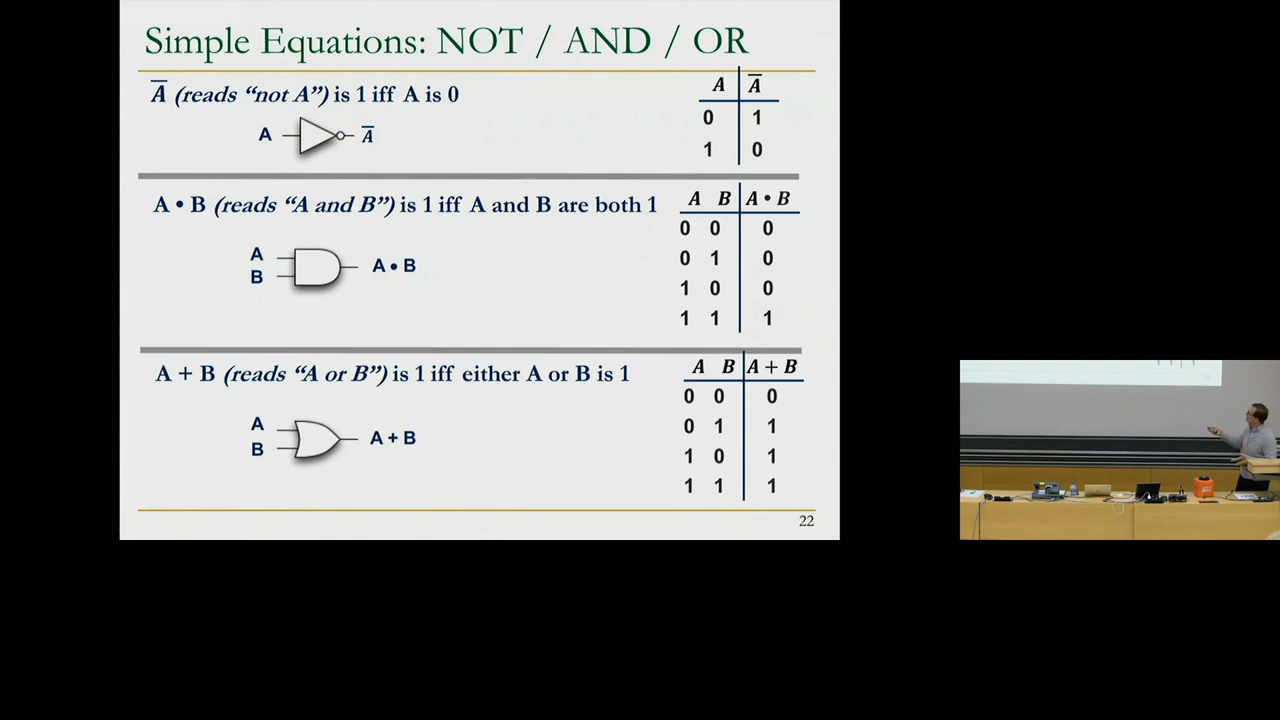 Simple Equations: NOT / AND / OR
A̅ (reads “not A”) is 1 iff A is 0
A A̅
A A̅
0 1
1 0
A • B (reads “A and B”) is 1 iff A and B are both 1
A
B
A • B
A B A • B
0 0 0
0 1 0
1 0 0
1 1 1
A + B (reads “A or B”) is 1 iff either A or B is 1
A
B
A + B
A B A + B
0 0 0
0 1 1
1 0 1
1 1 1
22